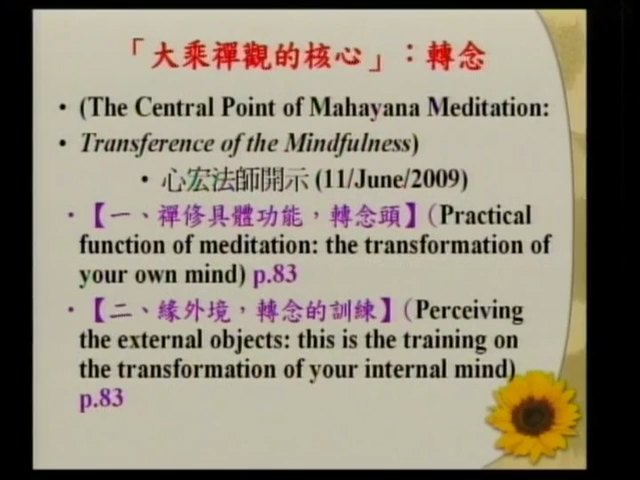 「大乘禪觀的核心」：轉念
• (The Central Point of Mahayana Meditation:
• Transference of the Mindfulness)
• 心宏法師開示 (11/June/2009)
• 【一、禪修具體功能，轉念頭】(Practical
function of meditation: the transformation of
your own mind) p.83
• 【二、緣外境，轉念的訓練】(Perceiving
the external objects: this is the training on
the transformation of your internal mind)
p.83